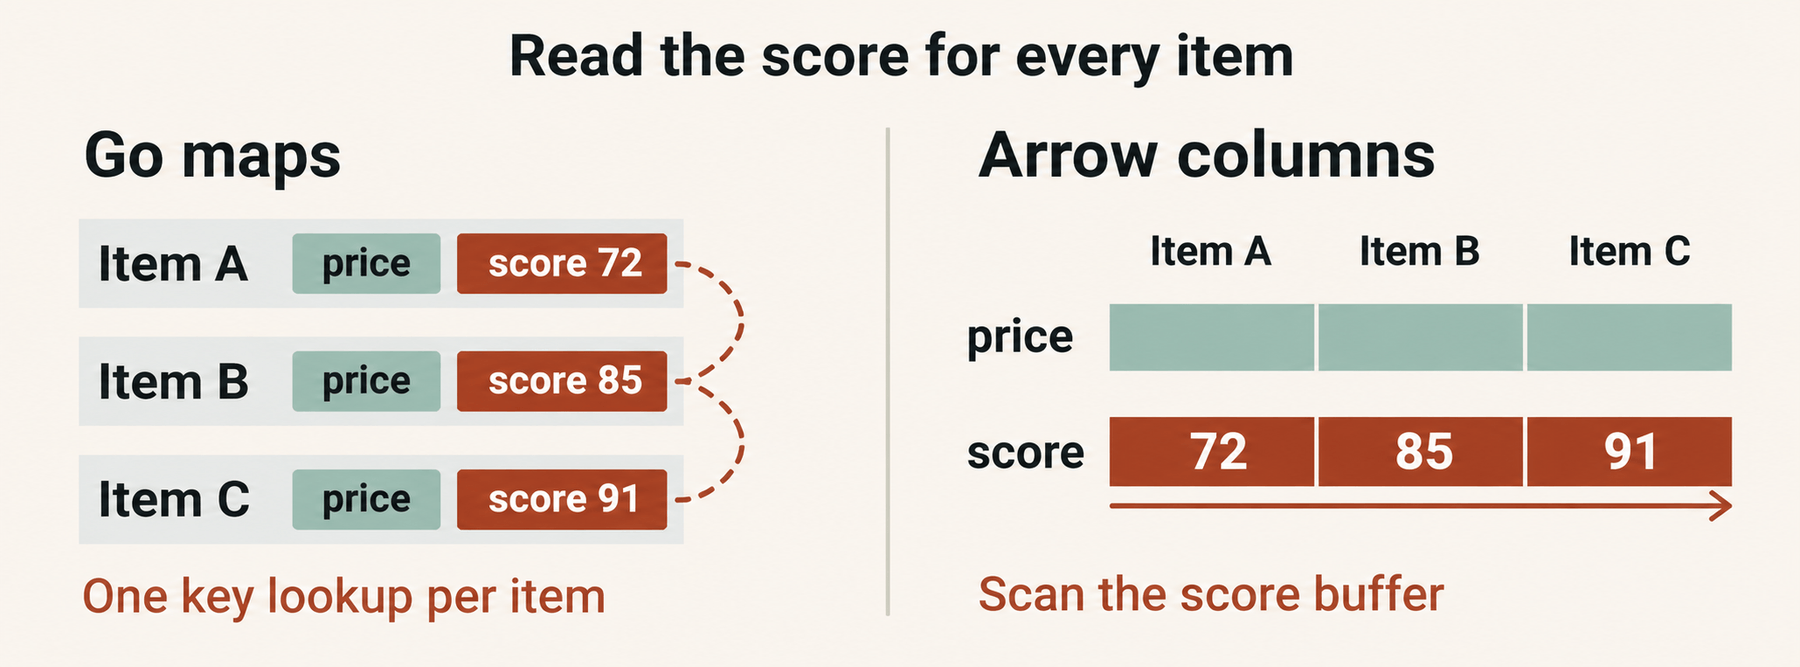 Read the score for every item
Go maps
Item A price score 72
Item B price score 85
Item C price score 91
One key lookup per item
Arrow columns
Item A Item B Item C
price
score 72 85 91
Scan the score buffer